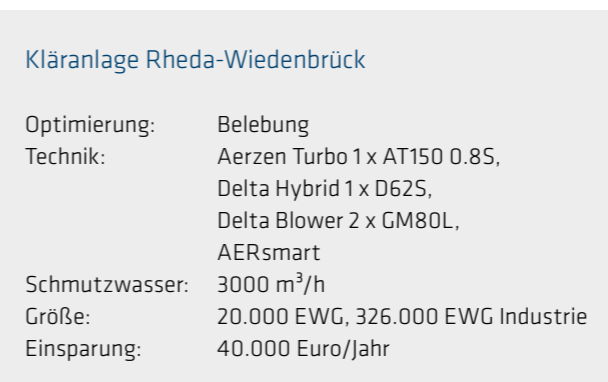 Kläranlage Rheda-Wiedenbrück
Optimierung: Belebung
Technik: Aerzen Turbo 1 x AT150 0.8S,
Delta Hybrid 1 x D62S,
Delta Blower 2 x GM80L,
AERsmart
Schmutzwasser: 3000 m³/h
Größe: 20.000 EWG, 326.000 EWG Industrie
Einsparung: 40.000 Euro/Jahr